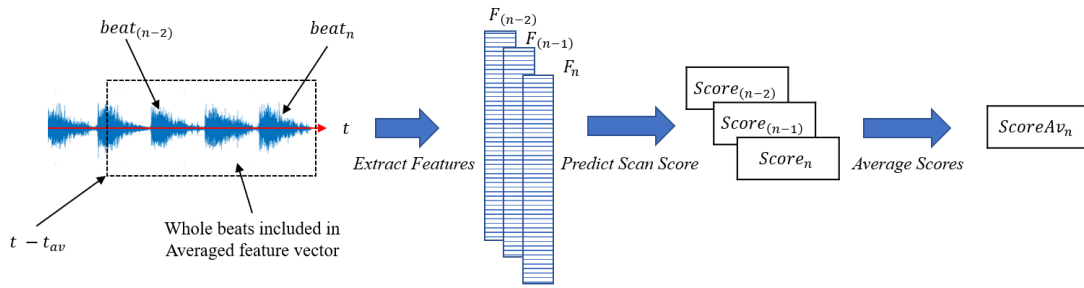 beat(n-2)
beatn
t
t − tav
Whole beats included in
Averaged feature vector
Extract Features
F(n-2)
F(n-1)
Fn
Predict Scan Score
Score(n-2)
Score(n-1)
Scoren
Average Scores
ScoreAvn